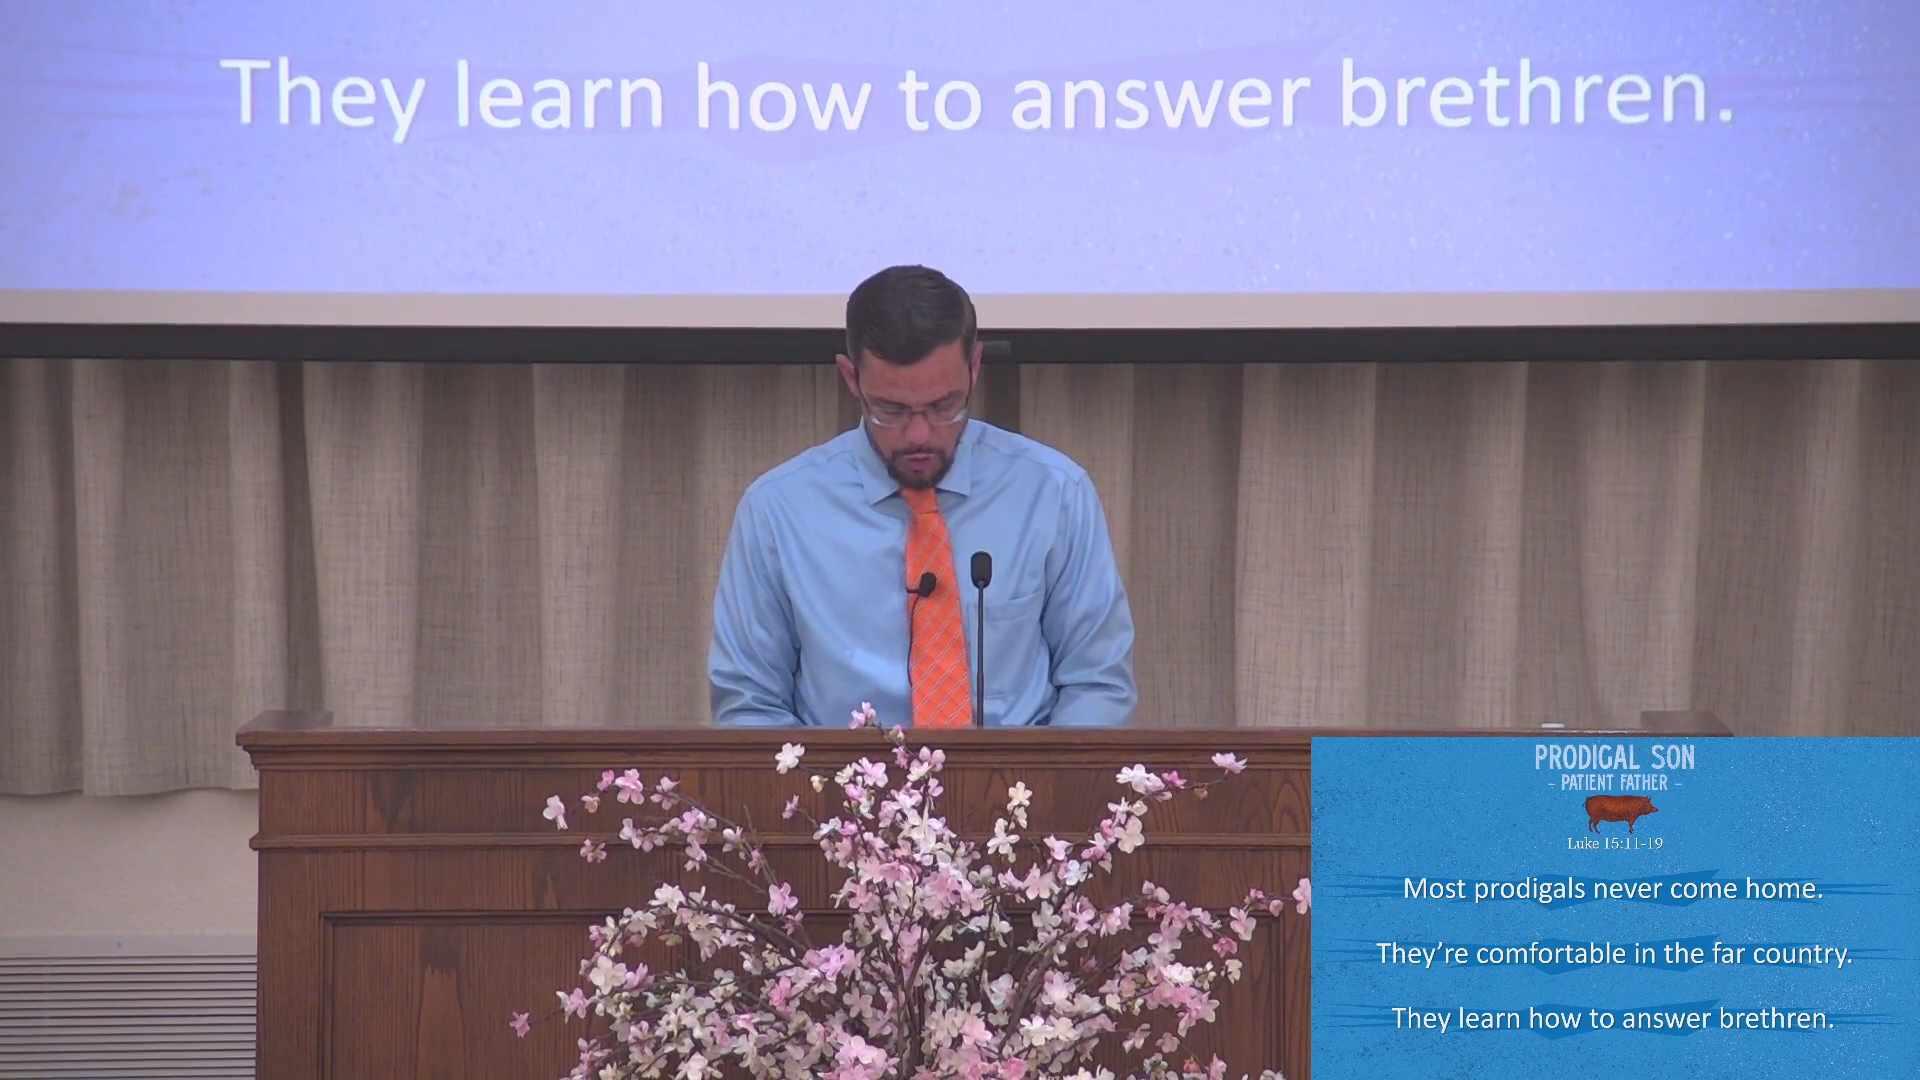 They learn how to answer brethren.
PRODIGAL SON
- PATIENT FATHER -
Luke 15:11-19
Most prodigals never come home.
They're comfortable in the far country.
They learn how to answer brethren.